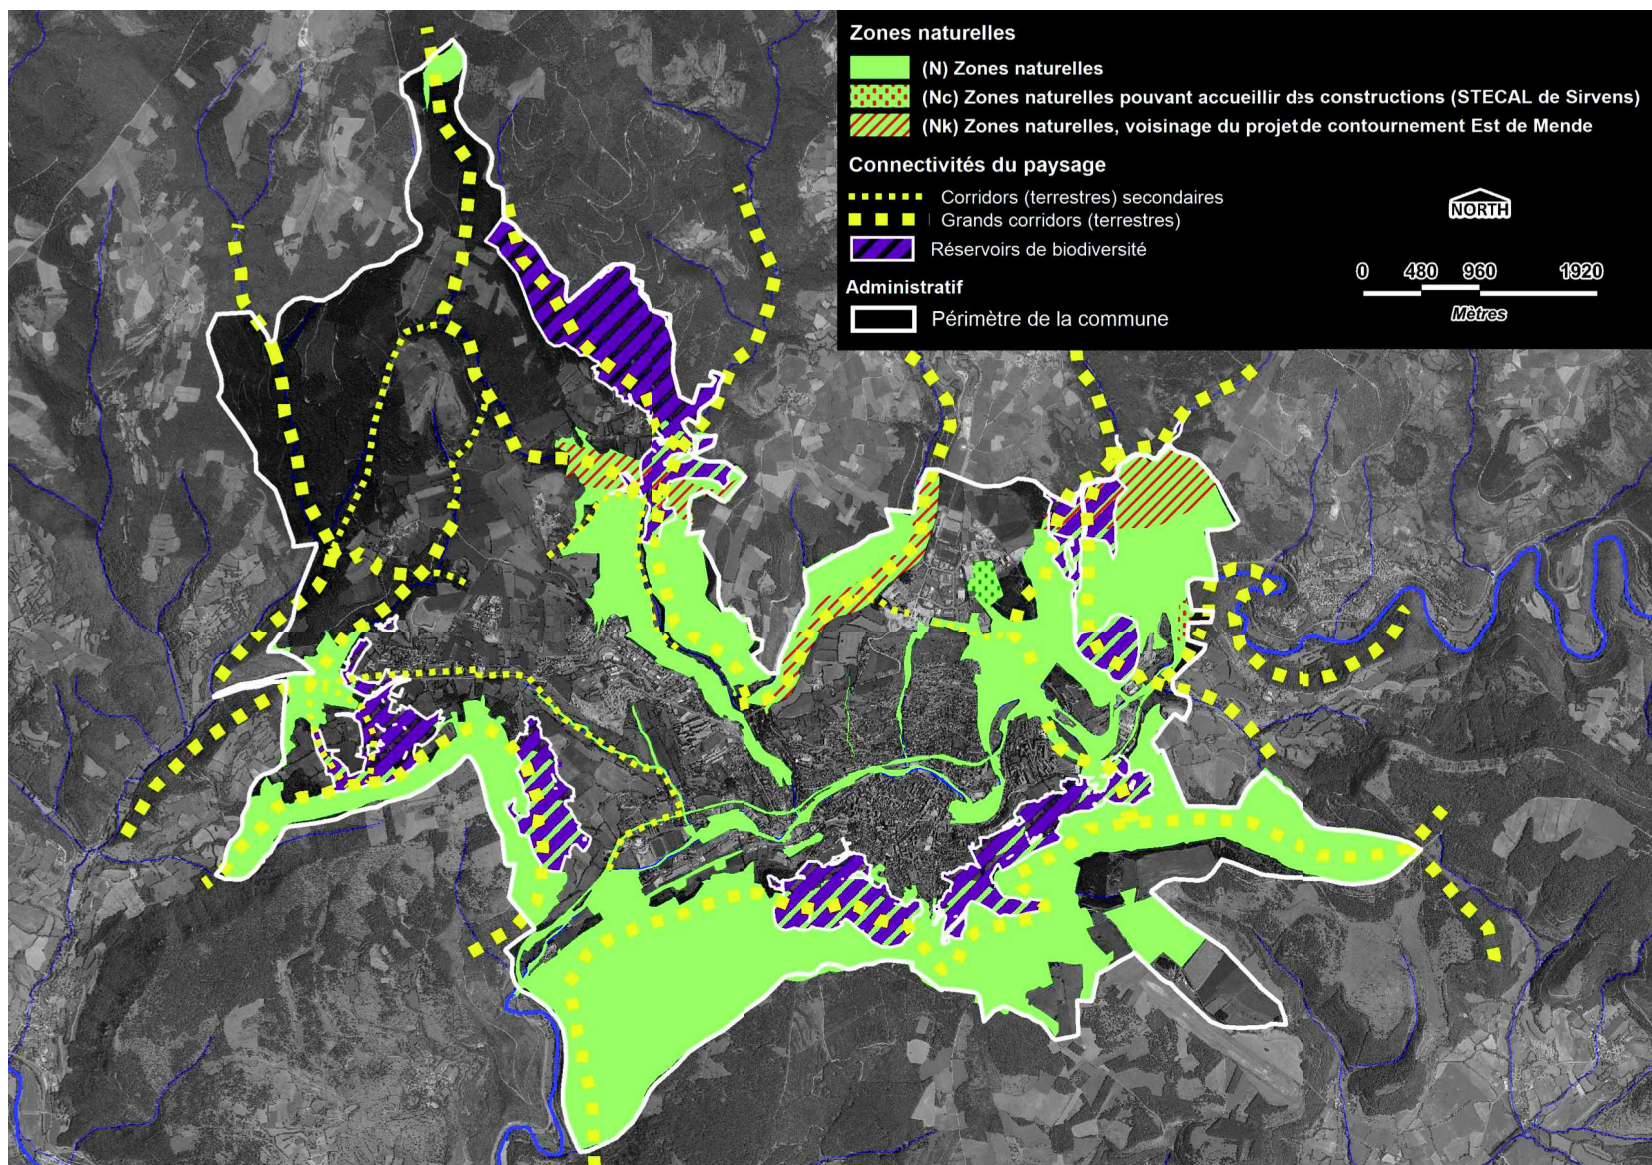 Zones naturelles
(N) Zones naturelles
(Nc) Zones naturelles pouvant accueillir des constructions (STECAL de Sirvens)
(Nk) Zones naturelles, voisinage du projet de contournement Est de Mende
Connectivités du paysage
Corridors (terrestres) secondaires
Grands corridors (terrestres)
Réservoirs de biodiversité
Administratif
Périmètre de la commune
NORTH
0 480 960 1920
Mètres